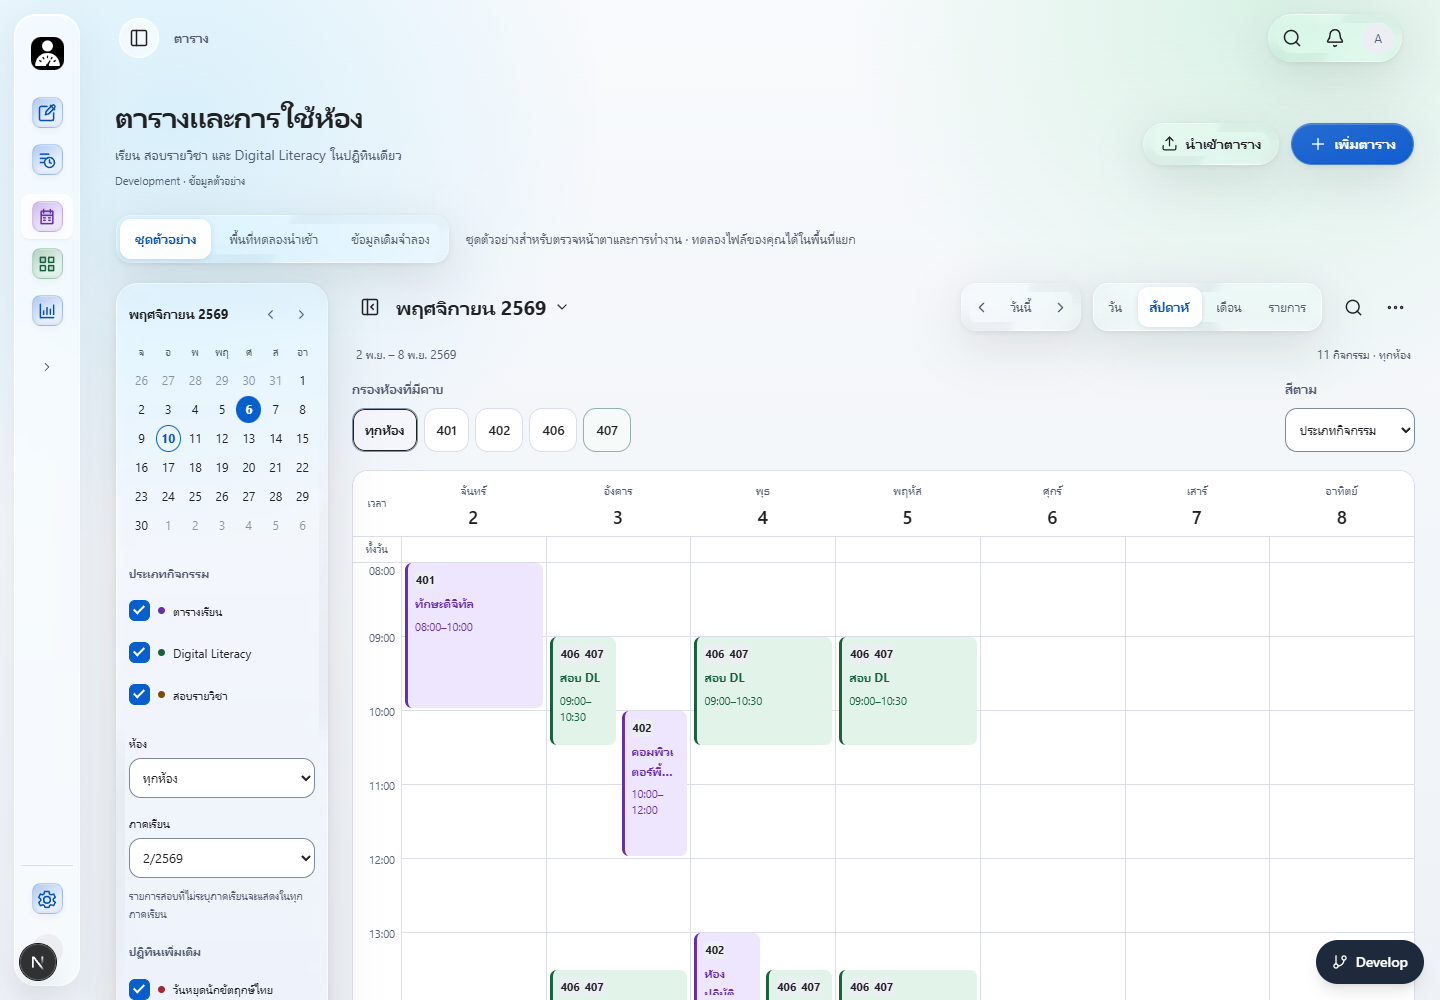 ตาราง
A
ตารางและการใช้ห้อง
เรียน สอบรายวิชา และ Digital Literacy ในปฏิทินเดียว
Development · ข้อมูลตัวอย่าง
นำเข้าตาราง
เพิ่มตาราง
ชุดตัวอย่าง
พื้นที่ทดลองนำเข้า
ข้อมูลเดิมจำลอง
ชุดตัวอย่างสำหรับตรวจหน้าตาและการทำงาน · ทดลองไฟล์ของคุณได้ในพื้นที่แยก
พฤศจิกายน 2569
จ อ พ พฤ ศ ส อา
26 27 28 29 30 31 1
2 3 4 5 6 7 8
9 10 11 12 13 14 15
16 17 18 19 20 21 22
23 24 25 26 27 28 29
30 1 2 3 4 5 6
ประเภทกิจกรรม
ตารางเรียน
Digital Literacy
สอบรายวิชา
ห้อง
ทุกห้อง
ภาคเรียน
2/2569
รายการสอบที่ไม่ระบุภาคเรียนจะแสดงในทุก
ภาคเรียน
ปฏิทินเพิ่มเติม
วันหยุดนักขัตฤกษ์ไทย
พฤศจิกายน 2569
วันนี้
วัน สัปดาห์ เดือน รายการ
2 พ.ย. – 8 พ.ย. 2569
11 กิจกรรม · ทุกห้อง
กรองห้องที่มีคาบ
ทุกห้อง 401 402 406 407
สีตาม
ประเภทกิจกรรม
เวลา
จันทร์ อังคาร พุธ พฤหัส ศุกร์ เสาร์ อาทิตย์
2 3 4 5 6 7 8
ทั้งวัน
08:00
09:00
10:00
11:00
12:00
13:00
401
ทักษะดิจิทัล
08:00–10:00
406 407
สอบ DL
09:00–
10:30
402
คอมพิวเ
ตอร์พื้...
10:00–
12:00
406 407
406 407
สอบ DL
09:00–10:30
402
ห้อง
ปฏิบัติ
406 407
406 407
สอบ DL
09:00–10:30
406 407
N
Develop